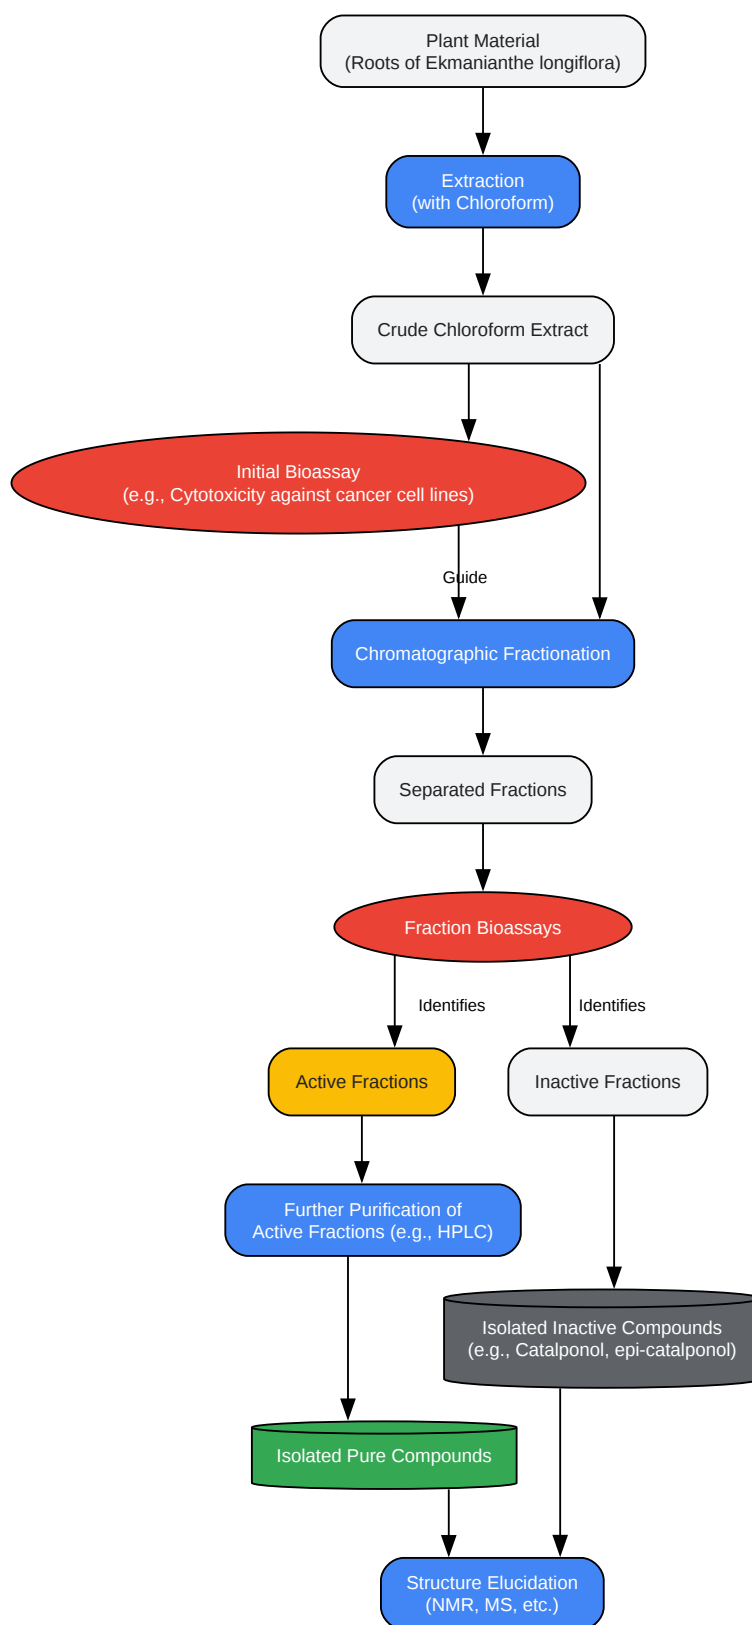 Plant Material
(Roots of Ekmanianthe longiflora)
Extraction
(with Chloroform)
Crude Chloroform Extract
Initial Bioassay
(e.g., Cytotoxicity against cancer cell lines)
Guide
Chromatographic Fractionation
Separated Fractions
Fraction Bioassays
Identifies
Identifies
Active Fractions
Inactive Fractions
Further Purification of
Active Fractions (e.g., HPLC)
Isolated Inactive Compounds
(e.g., Catalponol, epi-catalponol)
Isolated Pure Compounds
Structure Elucidation
(NMR, MS, etc.)